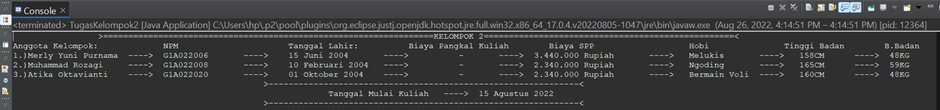 Console ×
<terminated> TugasKelompok2 [Java Application] C:\Users\hp\.p2\pool\plugins\org.eclipse.justj.openjdk.hotspot.jre.full.win32.x86_64_17.0.4.v20220805-1047\jre\bin\javaw.exe (Aug 26, 2022, 4:14:51 PM – 4:14:51 PM) [pid: 12364]
>==================================================================KELOMPOK 2==================================================<
Anggota Kelompok: NPM Tanggal Lahir: Biaya Pangkal Kuliah Biaya SPP Hobi Tinggi Badan B.Badan
1.)Merly Yuni Purnama ----> G1A022006 ----> 15 Juni 2004 ----> - ----> 3.440.000 Rupiah ----> Melukis ----> 158CM ----> 48KG
2.)Muhammad Rozagi ----> G1A022008 ----> 10 Februari 2004 ----> - ----> 2.340.000 Rupiah ----> Ngoding ----> 165CM ----> 59KG
3.)Atika Oktavianti ----> G1A022020 ----> 01 Oktober 2004 ----> - ----> 2.340.000 Rupiah ----> Bermain Voli ----> 160CM ----> 48KG
>--------------------------------------------------------------<
Tanggal Mulai Kuliah ----> 15 Agustus 2022
>--------------------------------------------------------------<